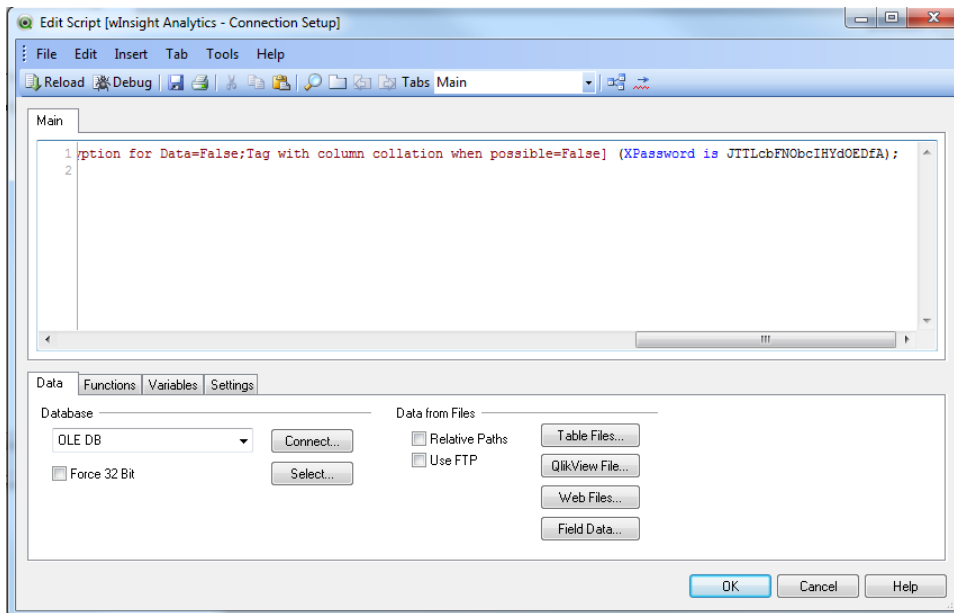 Edit Script [wInsight Analytics - Connection Setup]
File Edit Insert Tab Tools Help
Reload Debug Tabs Main
Main
1 yption for Data=False;Tag with column collation when possible=False] (XPassword is JTTLcbFNObcIHYdOEDfA);
2
Data Functions Variables Settings
Database
OLE DB
Connect...
Force 32 Bit
Select...
Data from Files
Relative Paths
Use FTP
Table Files...
QlikView File...
Web Files...
Field Data...
OK Cancel Help